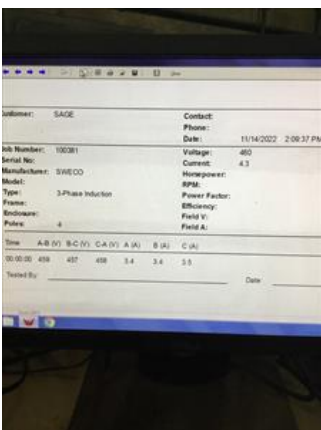 Customer: SAGE Contact:
Phone:
Date: 11/14/2022 2:09:37 PM
Job Number: 100381 Voltage: 460
Serial No: Current: 4.3
Manufacturer: SWECO Horsepower:
Model: RPM:
Type: 3-Phase Induction Power Factor:
Frame: Efficiency:
Enclosure: Field V:
Poles: 4 Field A:
Time A-B (V) B-C (V) C-A (V) A (A) B (A) C (A)
00:00:00 459 457 458 3.4 3.4 3.5
Tested By: Date: